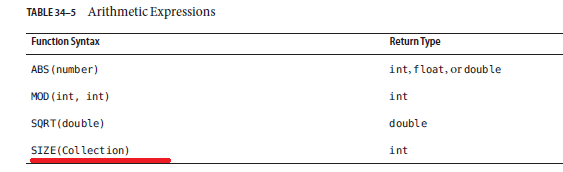 TABLE 34–5 Arithmetic Expressions
Function Syntax Return Type
ABS(number) int, float, or double
MOD(int, int) int
SQRT(double) double
SIZE(Collection) int